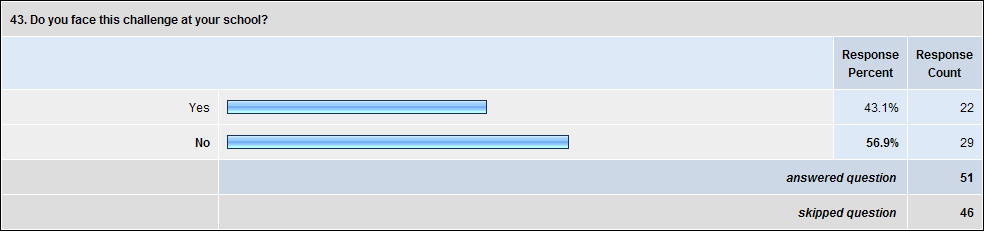 43. Do you face this challenge at your school?
Response Percent
Response Count
Yes 43.1% 22
No 56.9% 29
answered question 51
skipped question 46